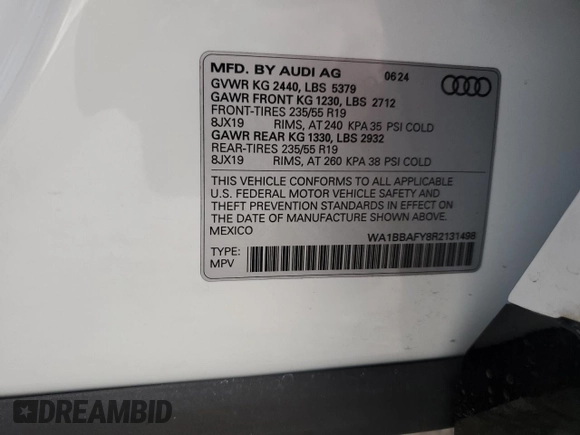 MFD. BY AUDI AG 06 24
GVWR KG 2440, LBS 5379
GAWR FRONT KG 1230, LBS 2712
FRONT-TIRES 235/55 R19
8JX19 RIMS, AT 240 KPA 35 PSI COLD
GAWR REAR KG 1330, LBS 2932
REAR-TIRES 235/55 R19
8JX19 RIMS, AT 260 KPA 38 PSI COLD
THIS VEHICLE CONFORMS TO ALL APPLICABLE
U.S. FEDERAL MOTOR VEHICLE SAFETY AND
THEFT PREVENTION STANDARDS IN EFFECT ON
THE DATE OF MANUFACTURE SHOWN ABOVE.
MEXICO
WA1BBAFY8R2131498
TYPE:
MPV
DREAMBID